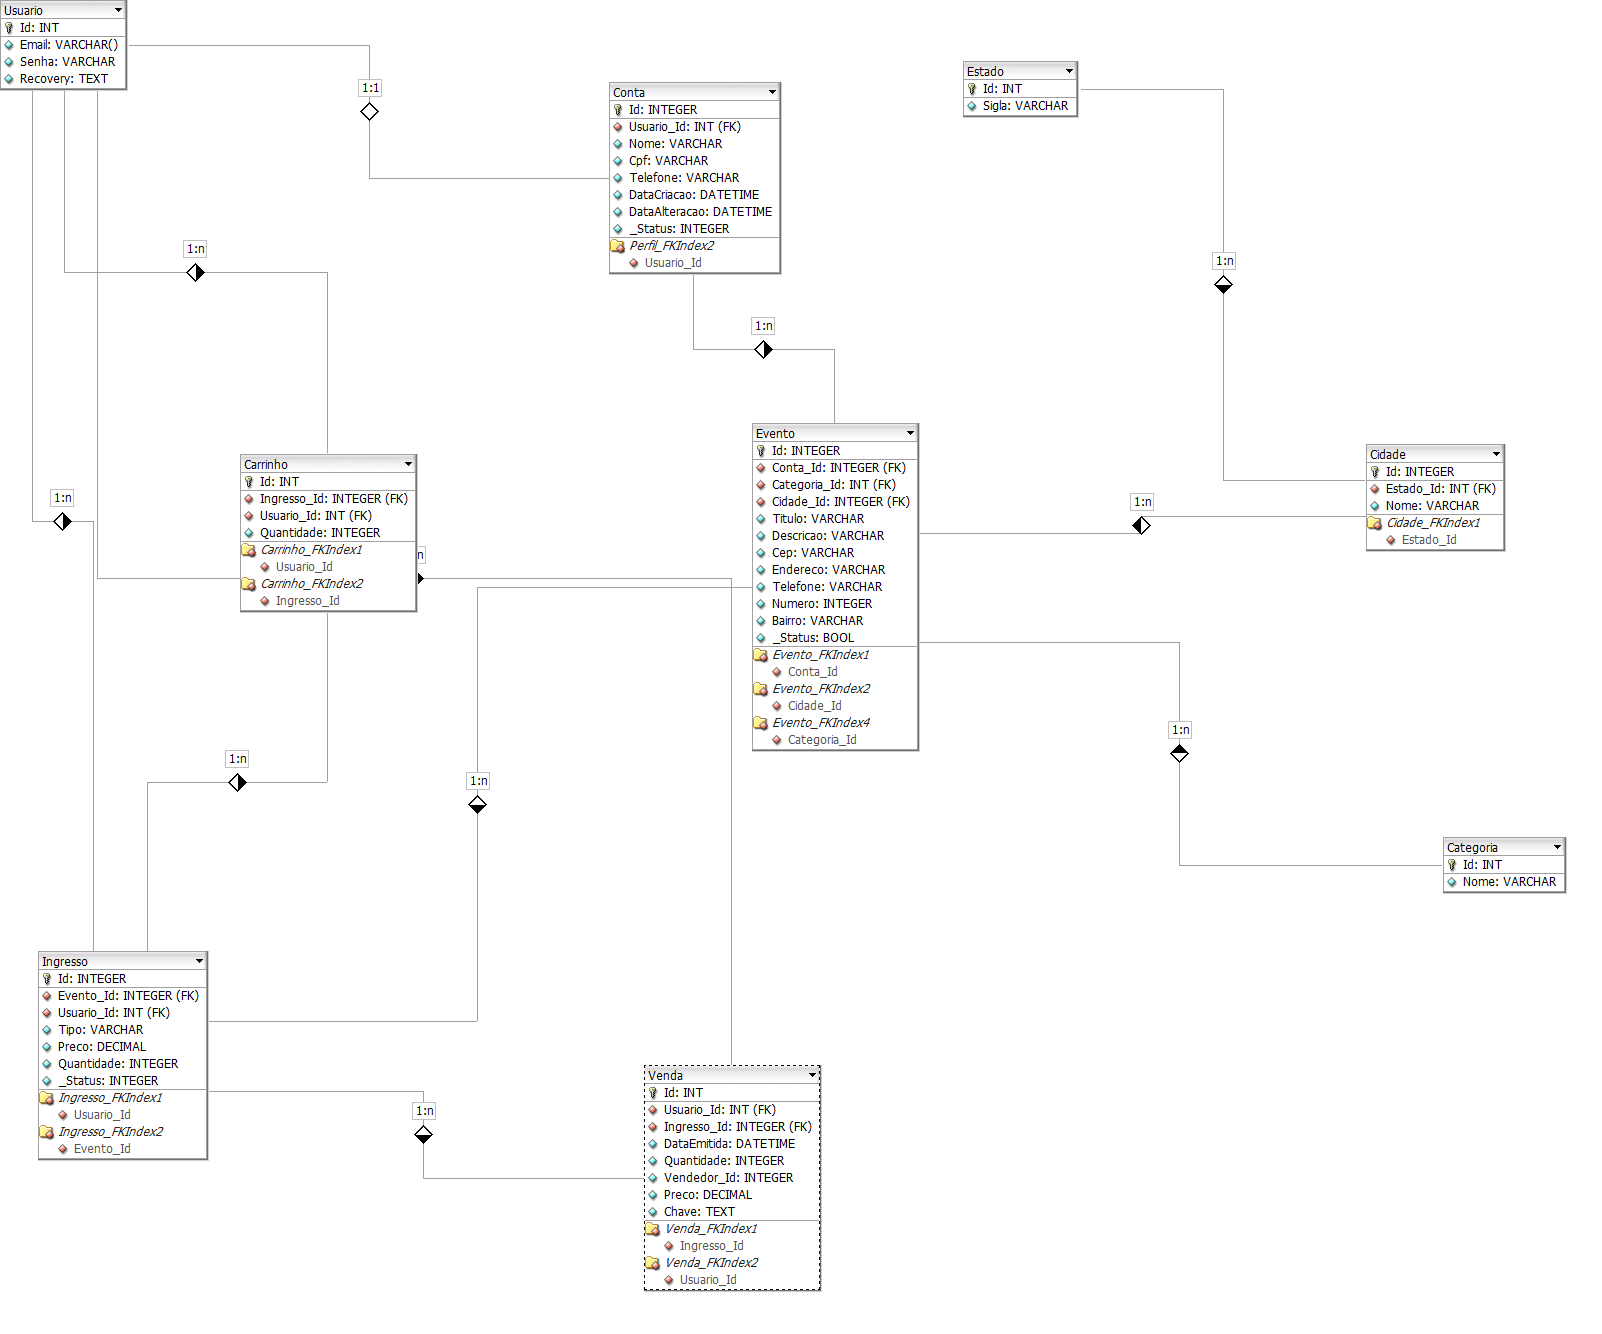 Usuario
Id: INT
Email: VARCHAR()
Senha: VARCHAR
Recovery: TEXT
1:1
Conta
Id: INTEGER
Usuario_Id: INT (FK)
Nome: VARCHAR
Cpf: VARCHAR
Telefone: VARCHAR
DataCriacao: DATETIME
DataAlteracao: DATETIME
_Status: INTEGER
Perfil_FKIndex2
Usuario_Id
Estado
Id: INT
Sigla: VARCHAR
1:n
1:n
1:n
Carrinho
Id: INT
Ingresso_Id: INTEGER (FK)
Usuario_Id: INT (FK)
Quantidade: INTEGER
Carrinho_FKIndex1
Usuario_Id
Carrinho_FKIndex2
Ingresso_Id
1:n
n
Evento
Id: INTEGER
Conta_Id: INTEGER (FK)
Categoria_Id: INT (FK)
Cidade_Id: INTEGER (FK)
Titulo: VARCHAR
Descricao: VARCHAR
Cep: VARCHAR
Endereco: VARCHAR
Telefone: VARCHAR
Numero: INTEGER
Bairro: VARCHAR
_Status: BOOL
Evento_FKIndex1
Conta_Id
Evento_FKIndex2
Cidade_Id
Evento_FKIndex4
Categoria_Id
1:n
Cidade
Id: INTEGER
Estado_Id: INT (FK)
Nome: VARCHAR
Cidade_FKIndex1
Estado_Id
1:n
1:n
1:n
Categoria
Id: INT
Nome: VARCHAR
Ingresso
Id: INTEGER
Evento_Id: INTEGER (FK)
Usuario_Id: INT (FK)
Tipo: VARCHAR
Preco: DECIMAL
Quantidade: INTEGER
_Status: INTEGER
Ingresso_FKIndex1
Usuario_Id
Ingresso_FKIndex2
Evento_Id
1:n
Venda
Id: INT
Usuario_Id: INT (FK)
Ingresso_Id: INTEGER (FK)
DataEmitida: DATETIME
Quantidade: INTEGER
Vendedor_Id: INTEGER
Preco: DECIMAL
Chave: TEXT
Venda_FKIndex1
Ingresso_Id
Venda_FKIndex2
Usuario_Id